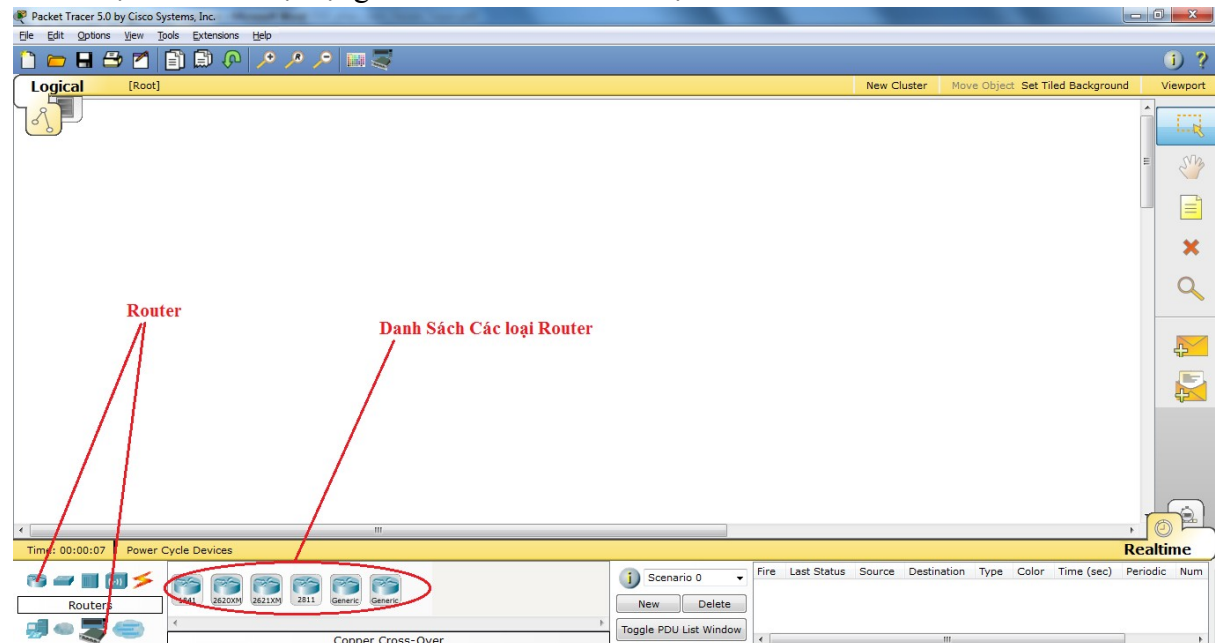 Packet Tracer 5.0 by Cisco Systems, Inc.
File Edit Options View Tools Extensions Help
Logical [Root] New Cluster Move Object Set Tiled Background Viewport
Router
Danh Sách Các loại Router
Time: 00:00:07 Power Cycle Devices Realtime
Scenario 0 Fire Last Status Source Destination Type Color Time (sec) Periodic Num
1841 2620XM 2621XM 2811 Generic Generic
Routers New Delete
Toggle PDU List Window
Copper Cross-Over